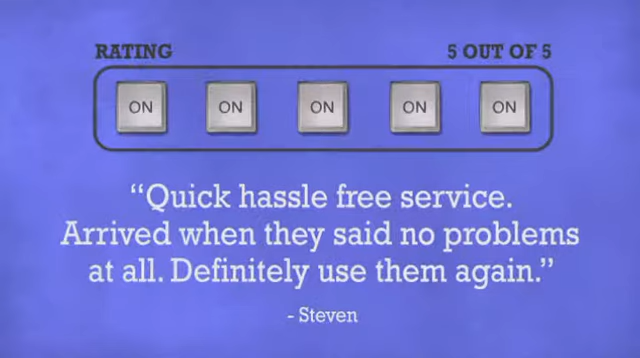 RATING 5 OUT OF 5
ON ON ON ON ON
“Quick hassle free service.
Arrived when they said no problems
at all. Definitely use them again.”
- Steven